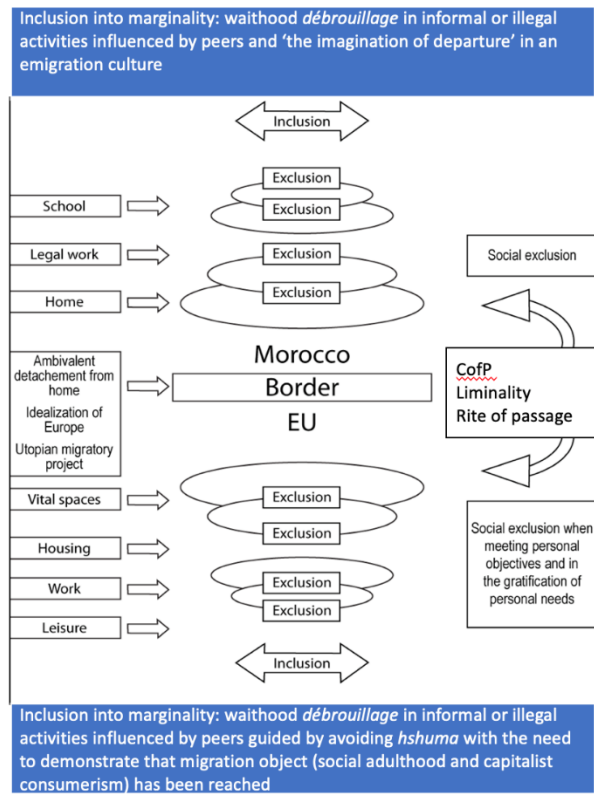 Inclusion into marginality: waithood débrouillage in informal or illegal
activities influenced by peers and ‘the imagination of departure’ in an
emigration culture
Inclusion
Exclusion
School
Exclusion
Legal work
Exclusion
Social exclusion
Home
Exclusion
Morocco
Border
EU
Ambivalent
detachement from
home
Idealization of
Europe
Utopian migratory
project
CofP
Liminality
Rite of passage
Vital spaces
Exclusion
Housing
Exclusion
Work
Exclusion
Exclusion
Leisure
Social exclusion when
meeting personal
objectives and in
the gratification of
personal needs
Inclusion
Inclusion into marginality: waithood débrouillage in informal or illegal
activities influenced by peers guided by avoiding hshuma with the need
to demonstrate that migration object (social adulthood and capitalist
consumerism) has been reached